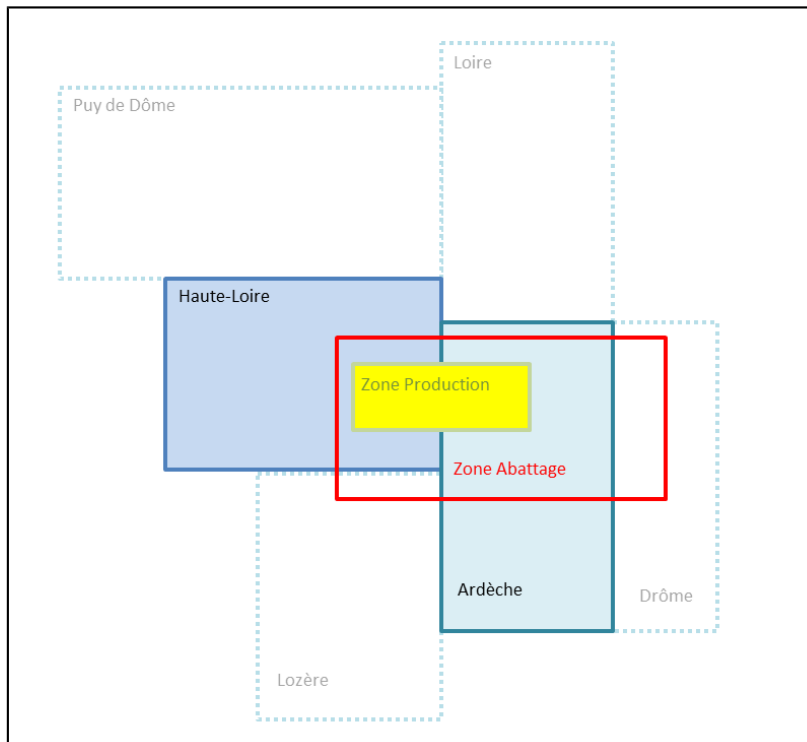 Loire
Puy de Dôme
Haute-Loire
Zone Production
Zone Abattage
Ardèche
Drôme
Lozère